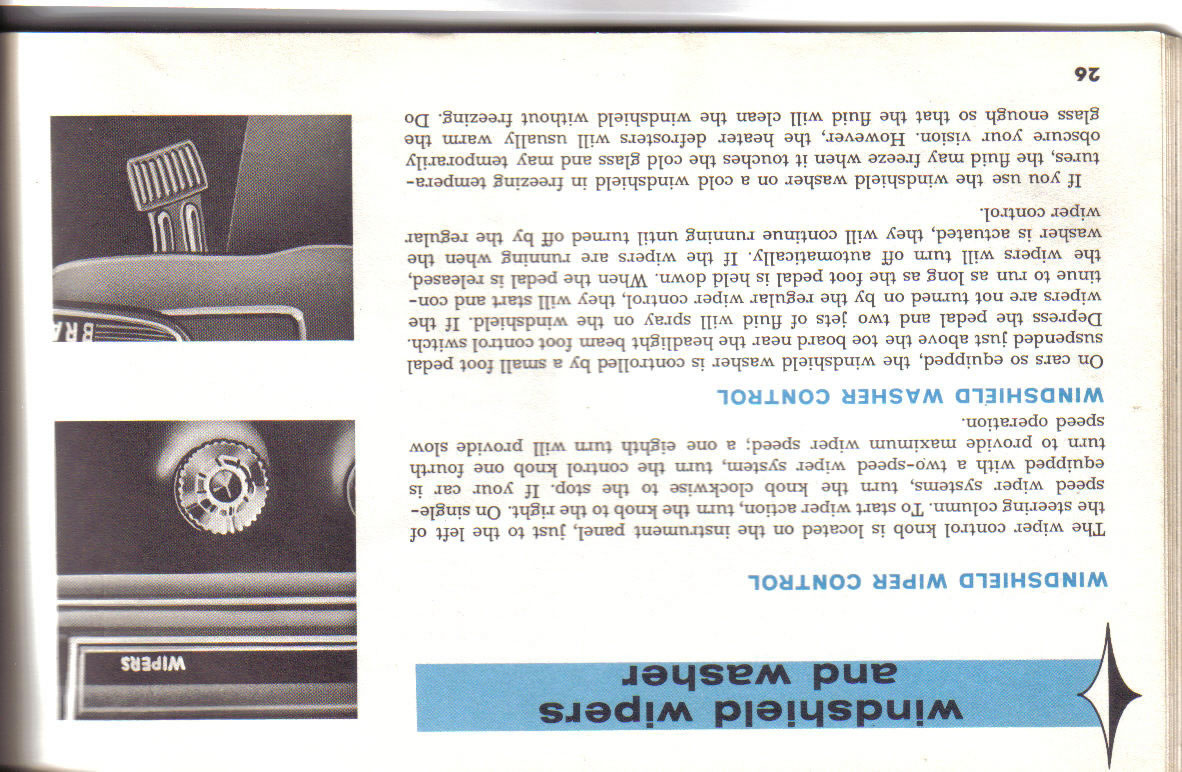 windshield wipers
and washer
WINDSHIELD WIPER CONTROL
The wiper control knob is located on the instrument panel, just to the left of
the steering column. To start wiper action, turn the knob to the right. On single-
speed wiper systems, turn the knob clockwise to the stop. If your car is
equipped with a two-speed wiper system, turn the control knob one fourth
turn to provide maximum wiper speed; a one eighth turn will provide slow
speed operation.
WINDSHIELD WASHER CONTROL
On cars so equipped, the windshield washer is controlled by a small foot pedal
suspended just above the toe board near the headlight beam foot control switch.
Depress the pedal and two jets of fluid will spray on the windshield. If the
wipers are not turned on by the regular wiper control, they will start and con-
tinue to run as long as the foot pedal is held down. When the pedal is released,
the wipers will turn off automatically. If the wipers are running when the
washer is actuated, they will continue running until turned off by the regular
wiper control.
If you use the windshield washer on a cold windshield in freezing tempera-
tures, the fluid may freeze when it touches the cold glass and may temporarily
obscure your vision. However, the heater defrosters will usually warm the
glass enough so that the fluid will clean the windshield without freezing. Do
26
WIPERS
BRA